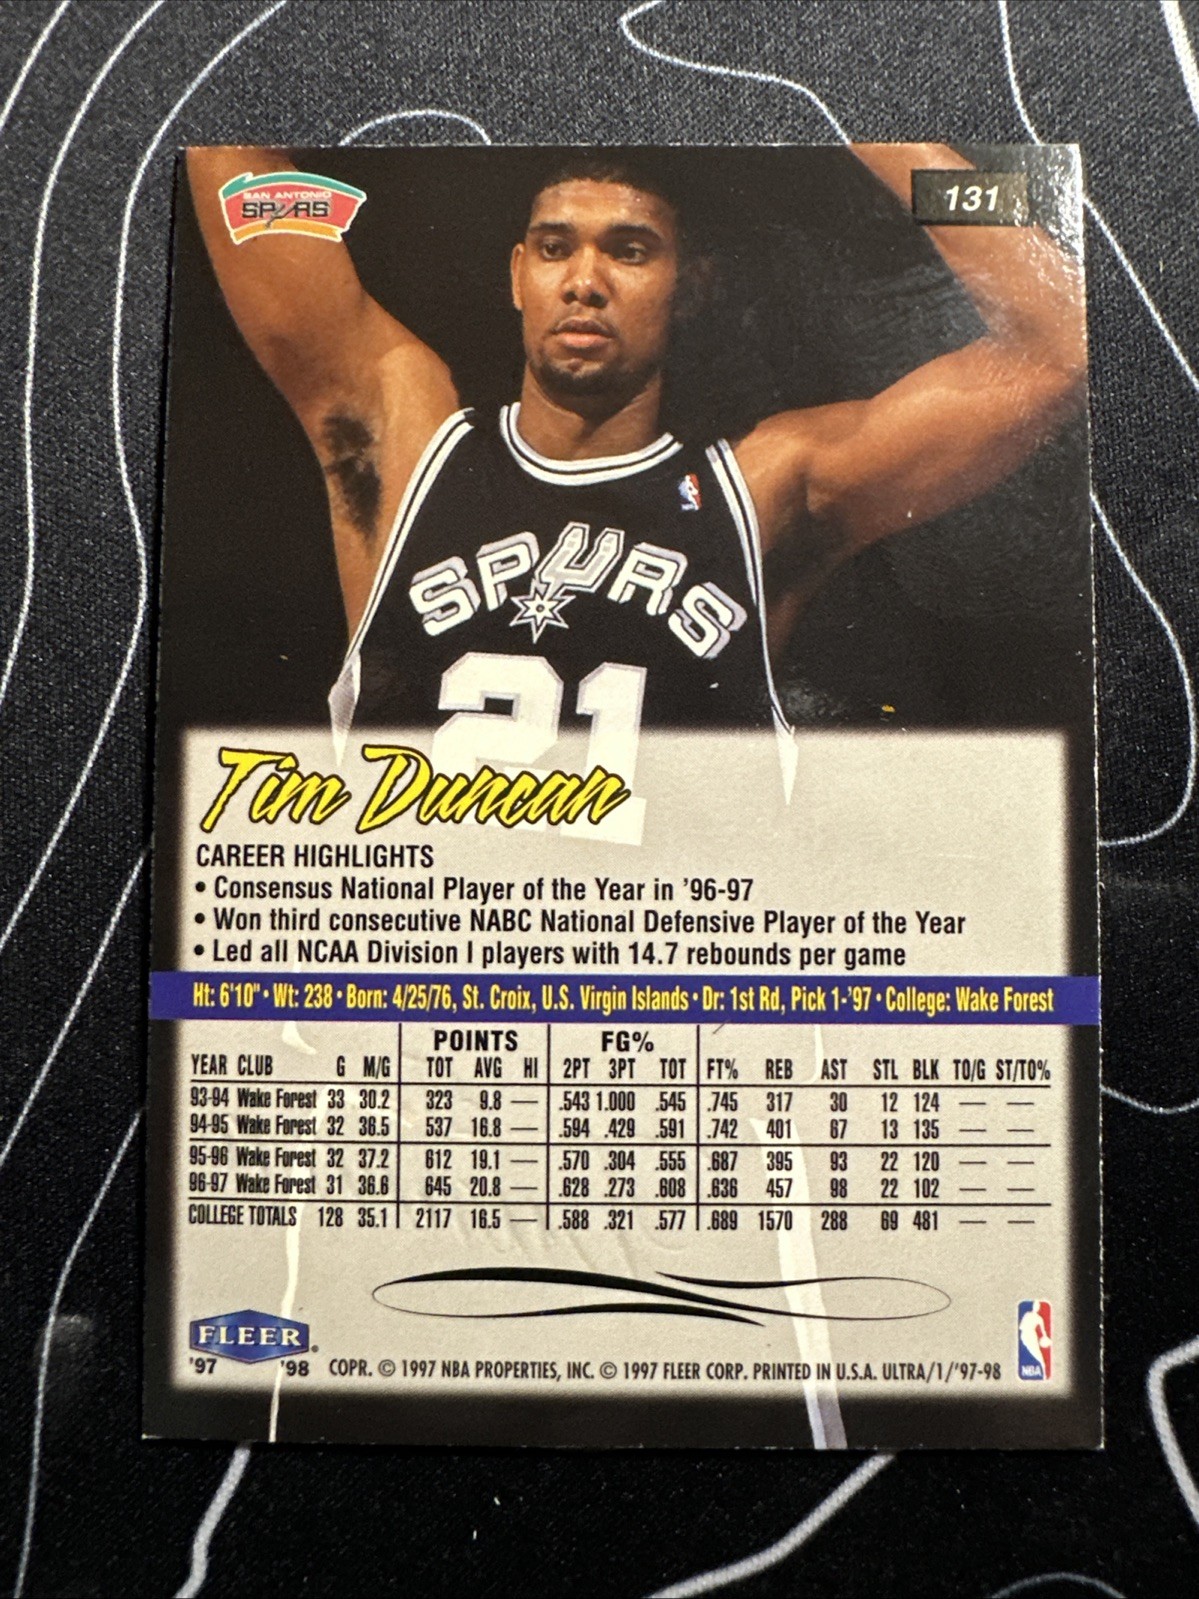 SAN ANTONIO
SPURS
131
SPURS
21
Tim Duncan
CAREER HIGHLIGHTS
• Consensus National Player of the Year in '96-97
• Won third consecutive NABC National Defensive Player of the Year
• Led all NCAA Division I players with 14.7 rebounds per game
Ht: 6'10" • Wt: 238 • Born: 4/25/76, St. Croix, U.S. Virgin Islands • Dr: 1st Rd, Pick 1-'97 • College: Wake Forest
POINTS FG%
YEAR CLUB G M/G TOT AVG HI 2PT 3PT TOT FT% REB AST STL BLK TO/G ST/TO%
93-94 Wake Forest 33 30.2 323 9.8 — .543 1.000 .545 .745 317 30 12 124 — —
94-95 Wake Forest 32 36.5 537 16.8 — .594 .429 .591 .742 401 67 13 135 — —
95-96 Wake Forest 32 37.2 612 19.1 — .570 .304 .555 .687 395 93 22 120 — —
96-97 Wake Forest 31 36.6 645 20.8 — .628 .273 .608 .636 457 98 22 102 — —
COLLEGE TOTALS 128 35.1 2117 16.5 — .588 .321 .577 .689 1570 288 69 481 — —
FLEER®
'97 '98 COPR. © 1997 NBA PROPERTIES, INC. © 1997 FLEER CORP. PRINTED IN U.S.A. ULTRA/1/'97-98
NBA